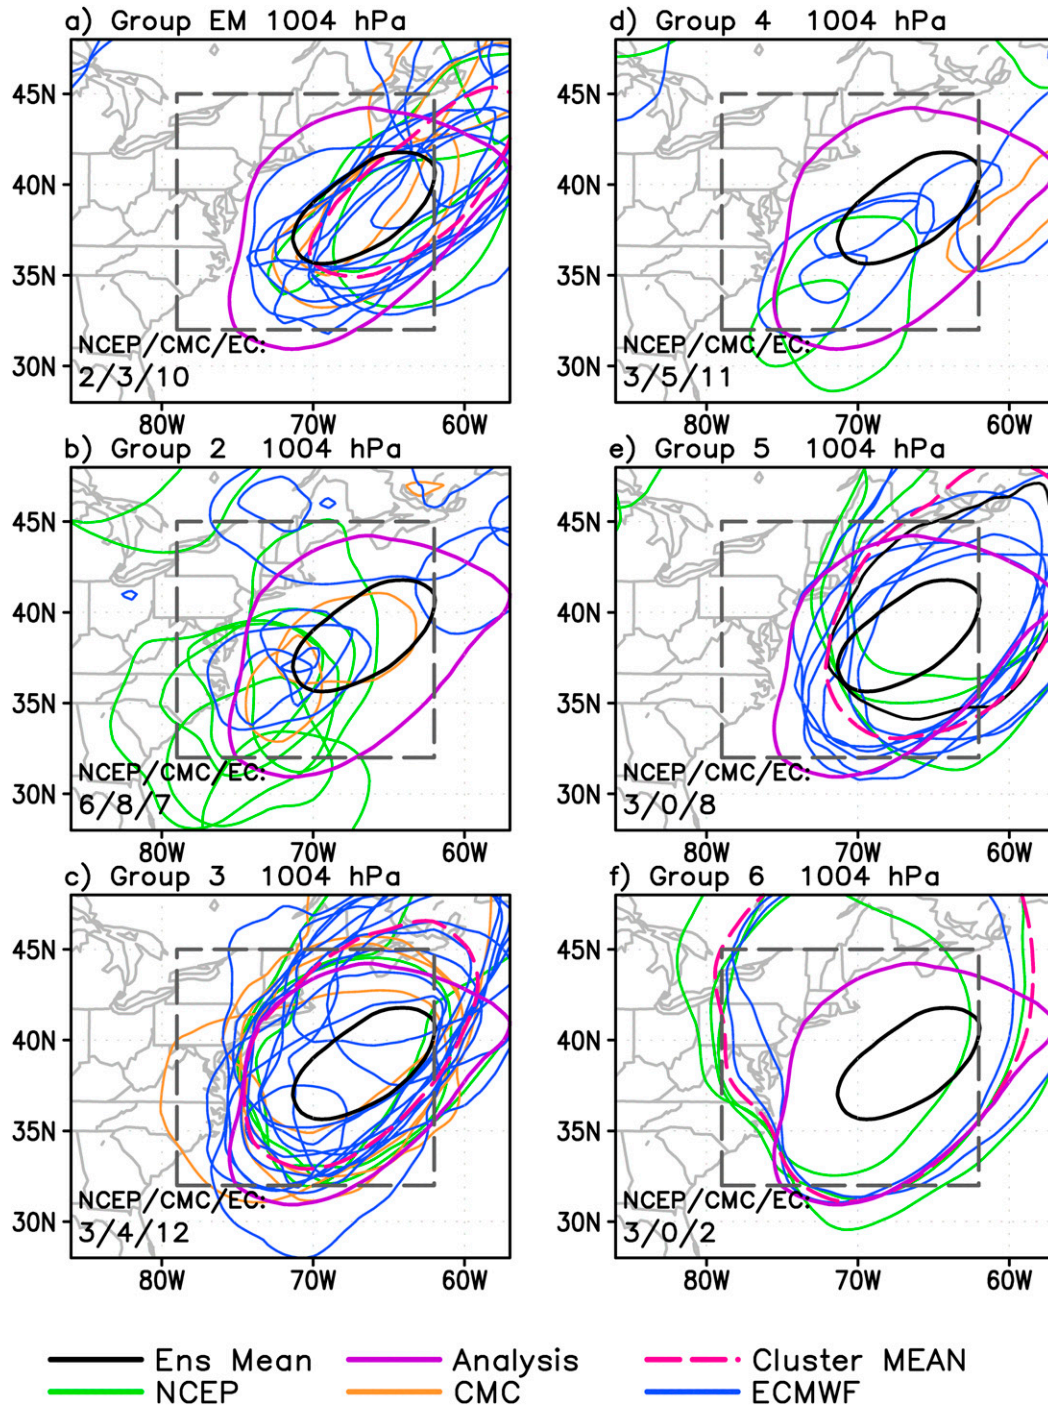 a) Group EM 1004 hPa
45N
40N
35N
30N
NCEP/CMC/EC:
2/3/10
80W 70W 60W
d) Group 4 1004 hPa
45N
40N
35N
30N
NCEP/CMC/EC:
3/5/11
80W 70W 60W
b) Group 2 1004 hPa
45N
40N
35N
30N
NCEP/CMC/EC:
6/8/7
80W 70W 60W
e) Group 5 1004 hPa
45N
40N
35N
30N
NCEP/CMC/EC:
3/0/8
80W 70W 60W
c) Group 3 1004 hPa
45N
40N
35N
30N
NCEP/CMC/EC:
3/4/12
80W 70W 60W
f) Group 6 1004 hPa
45N
40N
35N
30N
NCEP/CMC/EC:
3/0/2
80W 70W 60W
Ens Mean Analysis Cluster MEAN
NCEP CMC ECMWF